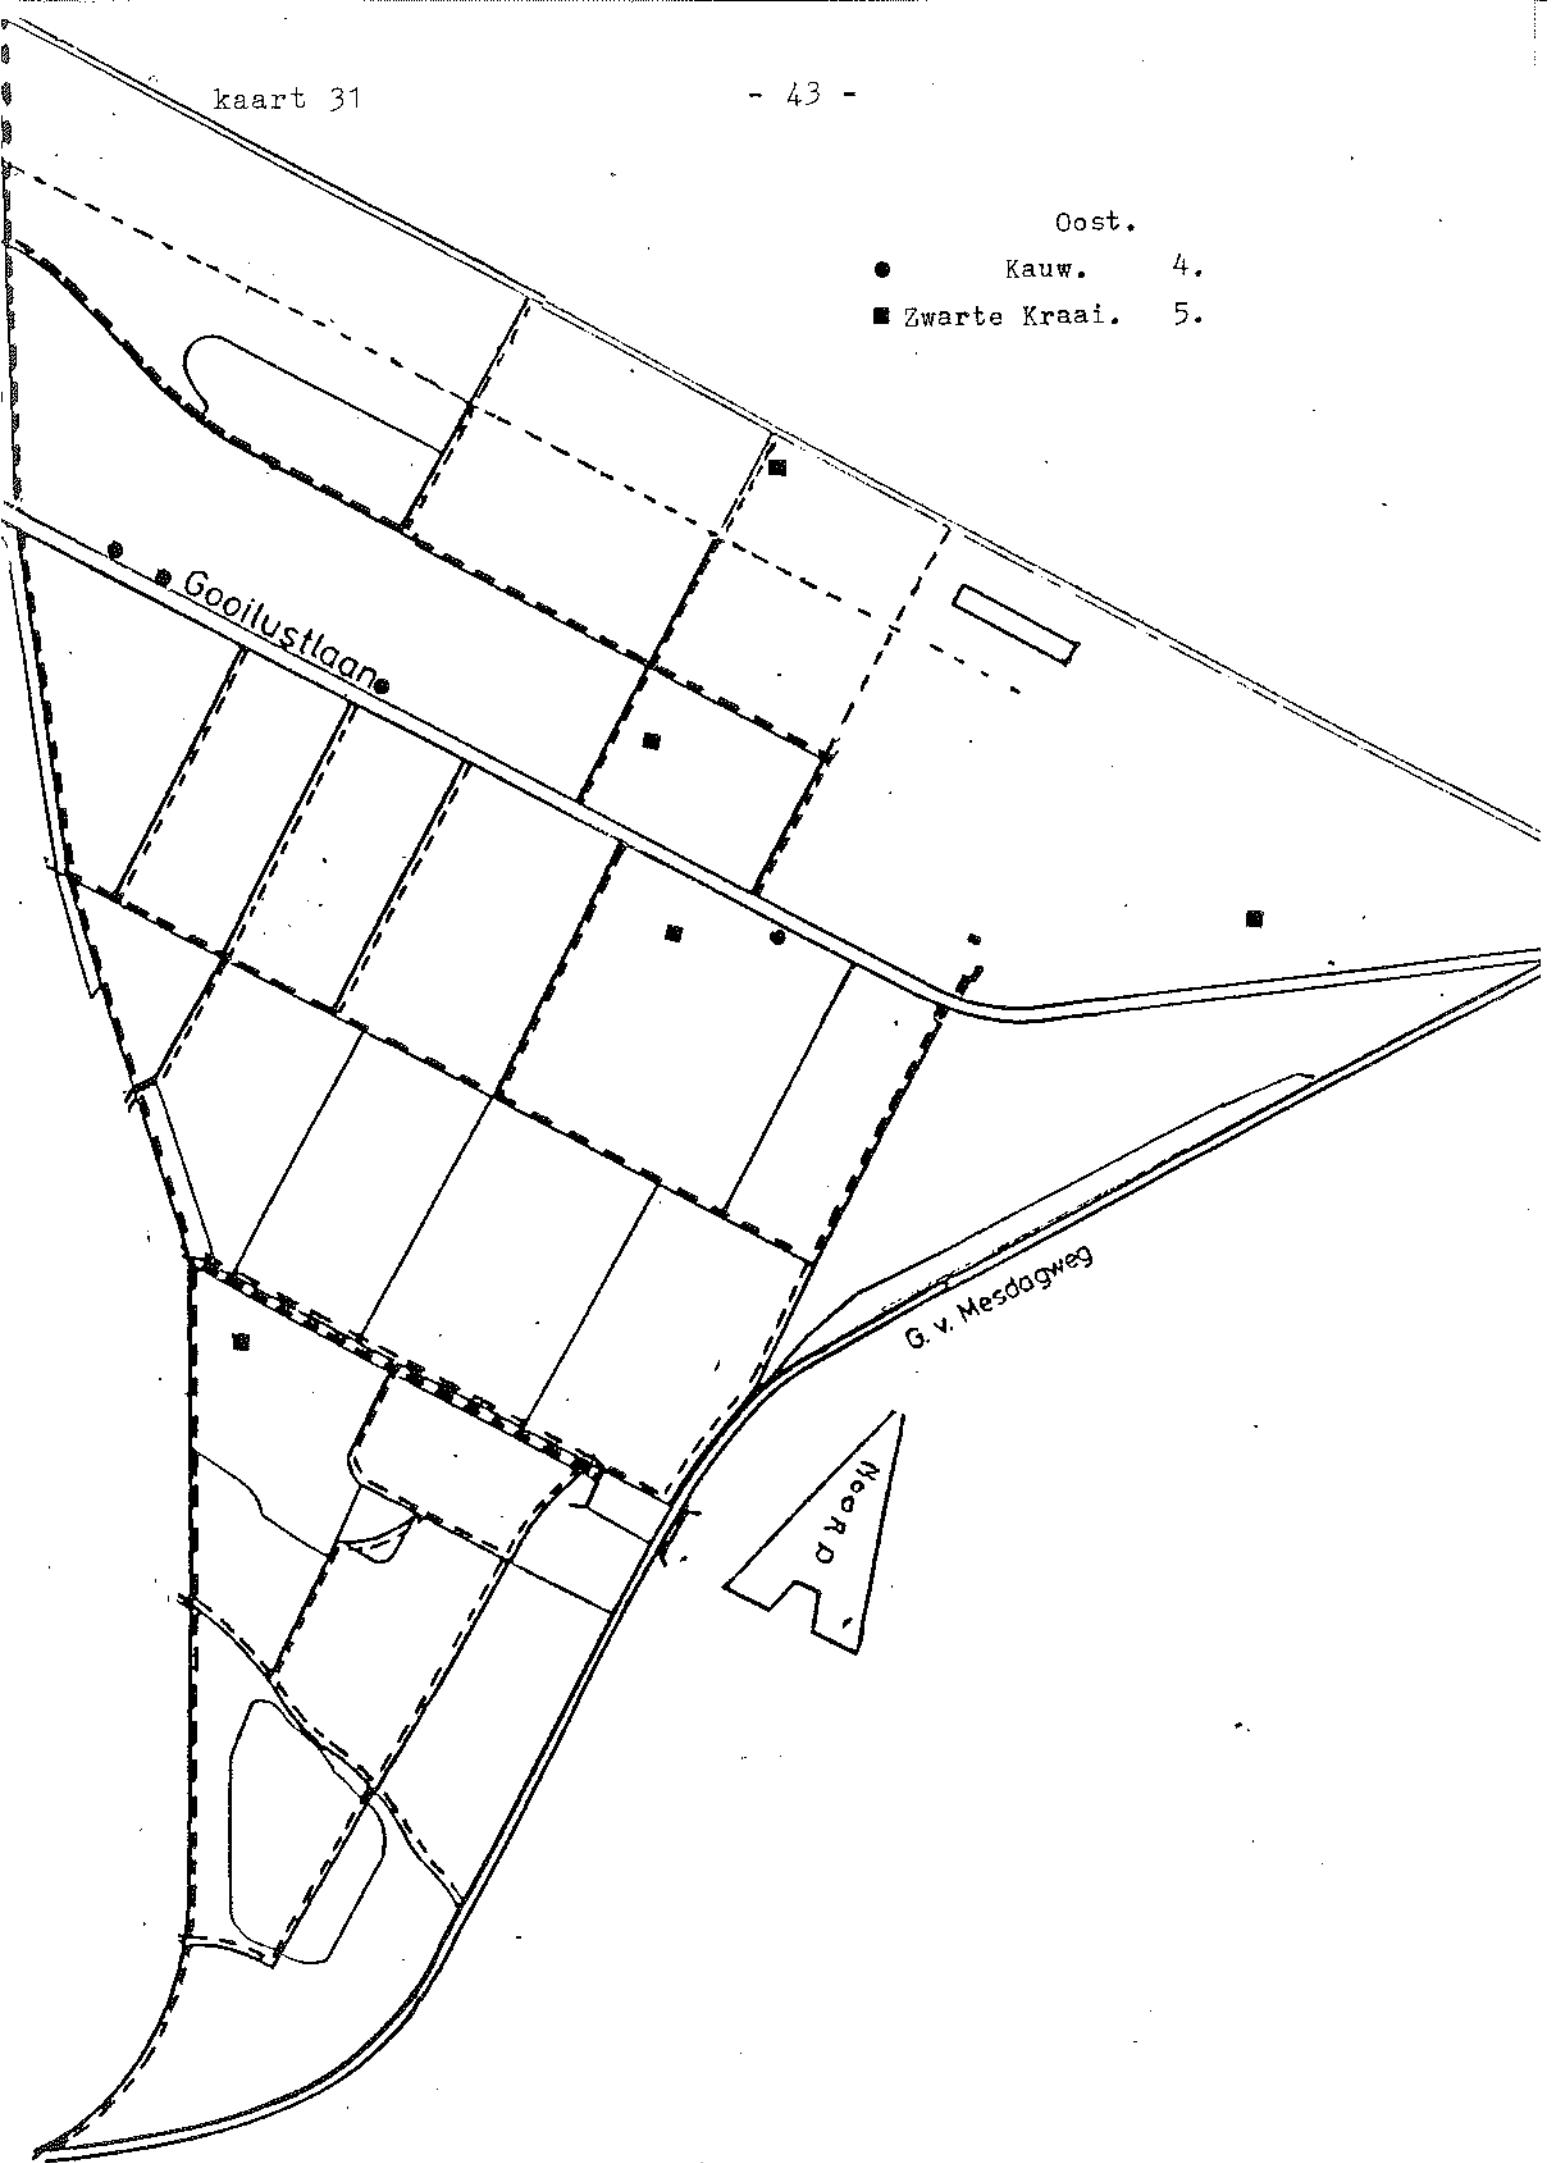 kaart 31
- 43 -
Oost.
● Kauw. 4.
■ Zwarte Kraai. 5.
Gooilustlaan
G. v. Mesdagweg
NOORD